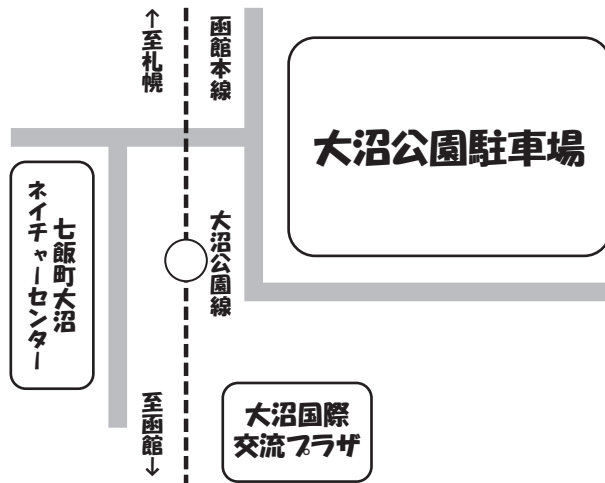 ↑至札幌
函館本線
大沼公園駐車場
七飯町大沼
ネイチャーセンター
大沼公園線
至函館↓
大沼国際
交流プラザ